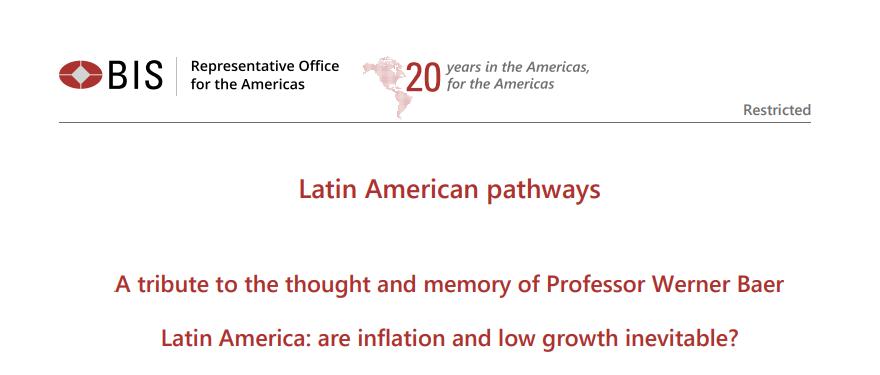 BIS
Representative Office
for the Americas
20
years in the Americas,
for the Americas
Restricted
Latin American pathways
A tribute to the thought and memory of Professor Werner Baer
Latin America: are inflation and low growth inevitable?